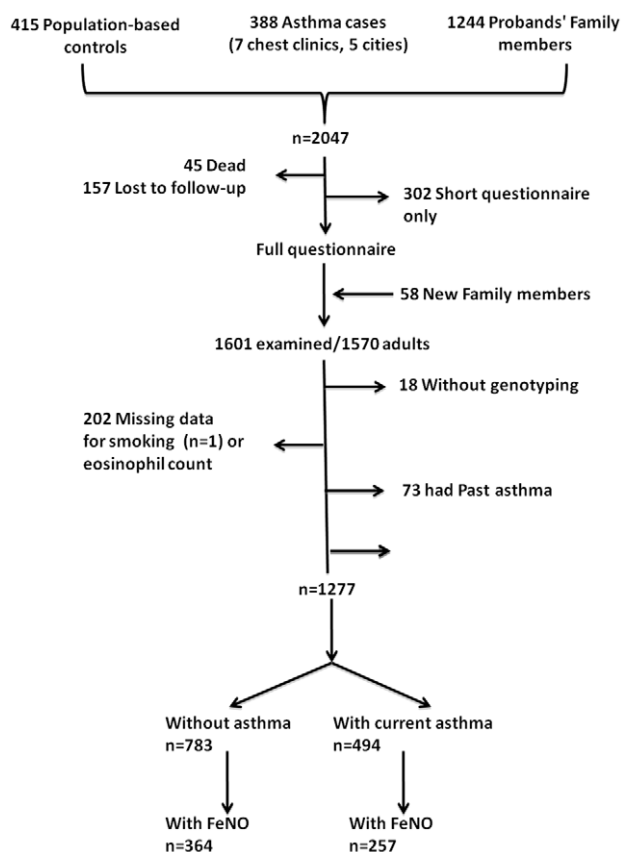 415 Population-based
controls
388 Asthma cases
(7 chest clinics, 5 cities)
1244 Probands' Family
members
n=2047
45 Dead
157 Lost to follow-up
302 Short questionnaire
only
Full questionnaire
58 New Family members
1601 examined/1570 adults
18 Without genotyping
202 Missing data
for smoking (n=1) or
eosinophil count
73 had Past asthma
n=1277
Without asthma
n=783
With current asthma
n=494
With FeNO
n=364
With FeNO
n=257